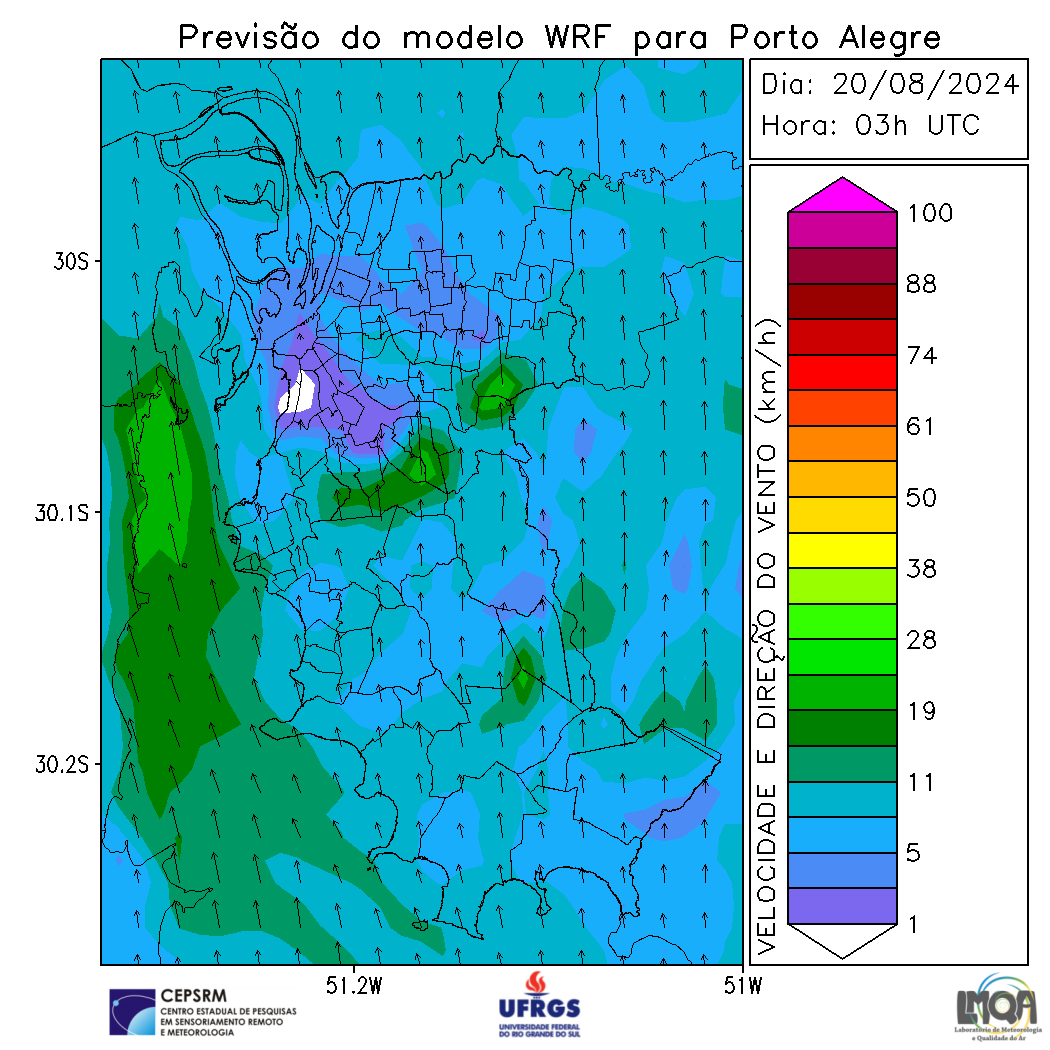 Previsão do modelo WRF para Porto Alegre
Dia: 20/08/2024
Hora: 03h UTC
30S
30.1S
30.2S
51.2W
51W
VELOCIDADE E DIREÇÃO DO VENTO (km/h)
100
88
74
61
50
38
28
19
11
5
1
CEPSRM
CENTRO ESTADUAL DE PESQUISAS
EM SENSORIAMENTO REMOTO
E METEOROLOGIA
UFRGS
UNIVERSIDADE FEDERAL
DO RIO GRANDE DO SUL
LMQA
Laboratório de Meteorologia
e Qualidade do Ar